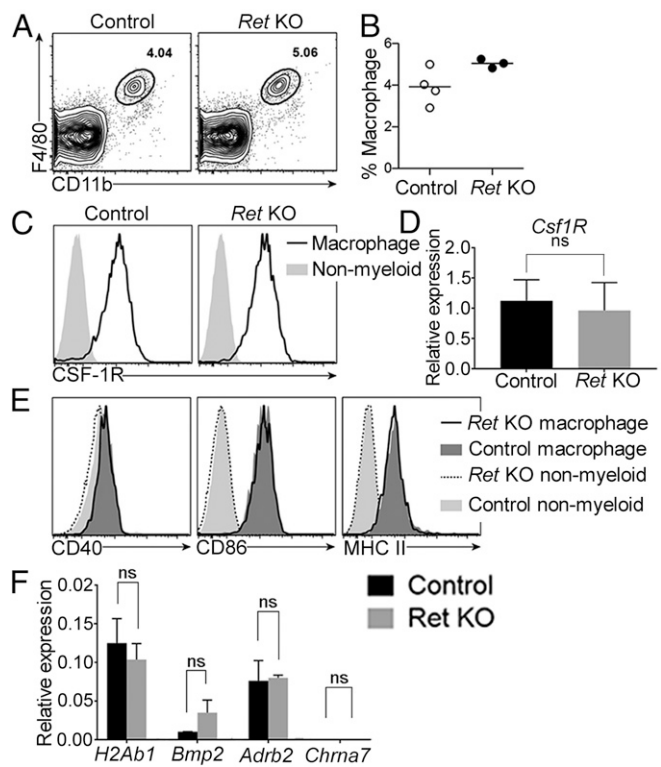 A
Control
Ret KO
4.04
5.06
F4/80
CD11b
B
% Macrophage
6
4
2
0
Control
Ret KO
C
Control
Ret KO
Macrophage
Non-myeloid
CSF-1R
D
Csf1R
ns
Relative expression
2.0
1.5
1.0
0.5
0.0
Control
Ret KO
E
CD40
CD86
MHC II
Ret KO macrophage
Control macrophage
Ret KO non-myeloid
Control non-myeloid
F
Relative expression
0.02
0.15
0.10
0.05
0.00
ns
ns
ns
ns
H2Ab1
Bmp2
Adrb2
Chrna7
Control
Ret KO